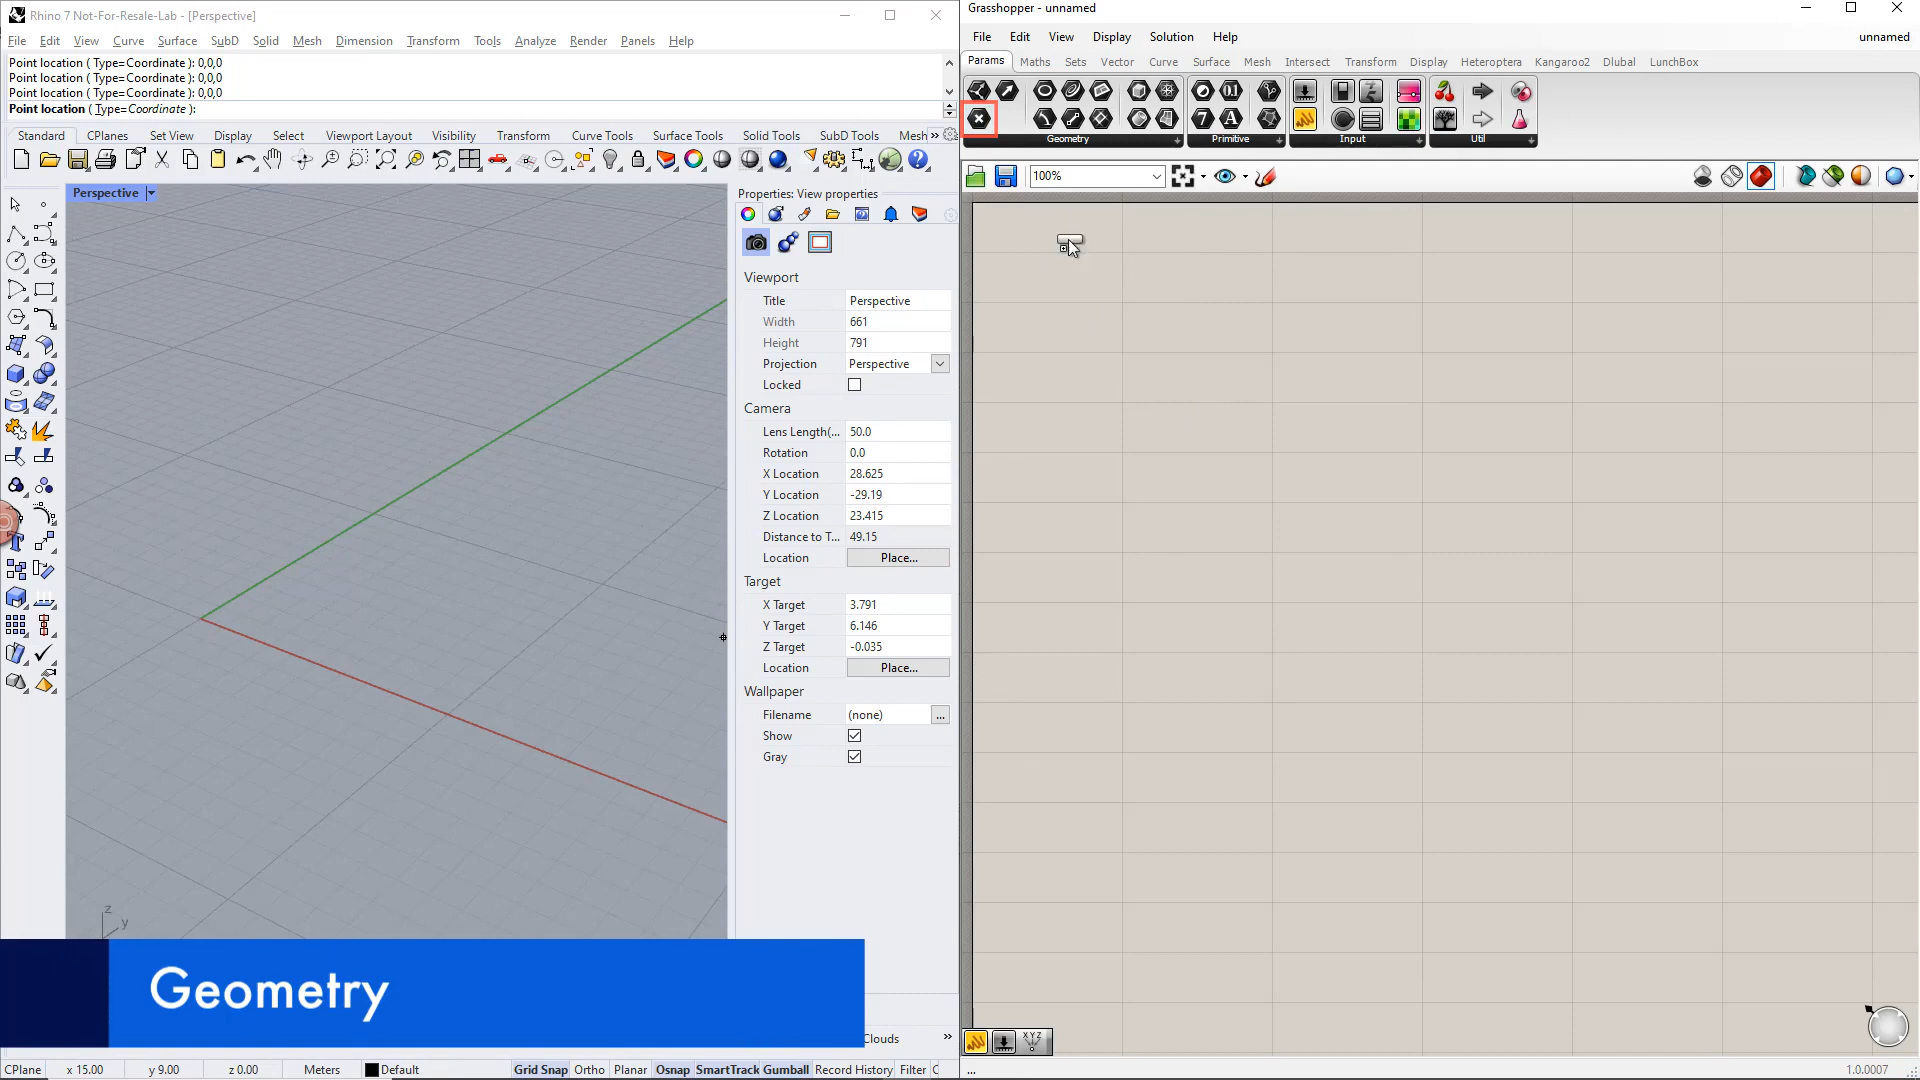 Rhino 7 Not-For-Resale-Lab - [Perspective]
File Edit View Curve Surface SubD Solid Mesh Dimension Transform Tools Analyze Render Panels Help
Point location ( Type=Coordinate ): 0,0,0
Point location ( Type=Coordinate ): 0,0,0
Point location ( Type=Coordinate ): 0,0,0
Point location ( Type=Coordinate ):
Standard CPlanes Set View Display Select Viewport Layout Visibility Transform Curve Tools Surface Tools Solid Tools SubD Tools Mesh »
Perspective
Properties: View properties
Viewport
Title Perspective
Width 661
Height 791
Projection Perspective
Locked
Camera
Lens Length(... 50.0
Rotation 0.0
X Location 28.625
Y Location -29.19
Z Location 23.415
Distance to T... 49.15
Location Place...
Target
X Target 3.791
Y Target 6.146
Z Target -0.035
Location Place...
Wallpaper
Filename (none) ...
Show
Gray
z
y
Geometry
Clouds »
CPlane x 15.00 y 9.00 z 0.00 Meters Default Grid Snap Ortho Planar Osnap SmartTrack Gumball Record History Filter C
Grasshopper - unnamed
File Edit View Display Solution Help unnamed
Params Maths Sets Vector Curve Surface Mesh Intersect Transform Display Heteroptera Kangaroo2 Dlubal LunchBox
Geometry Primitive Input Util
100%
XYZ
... 1.0.0007